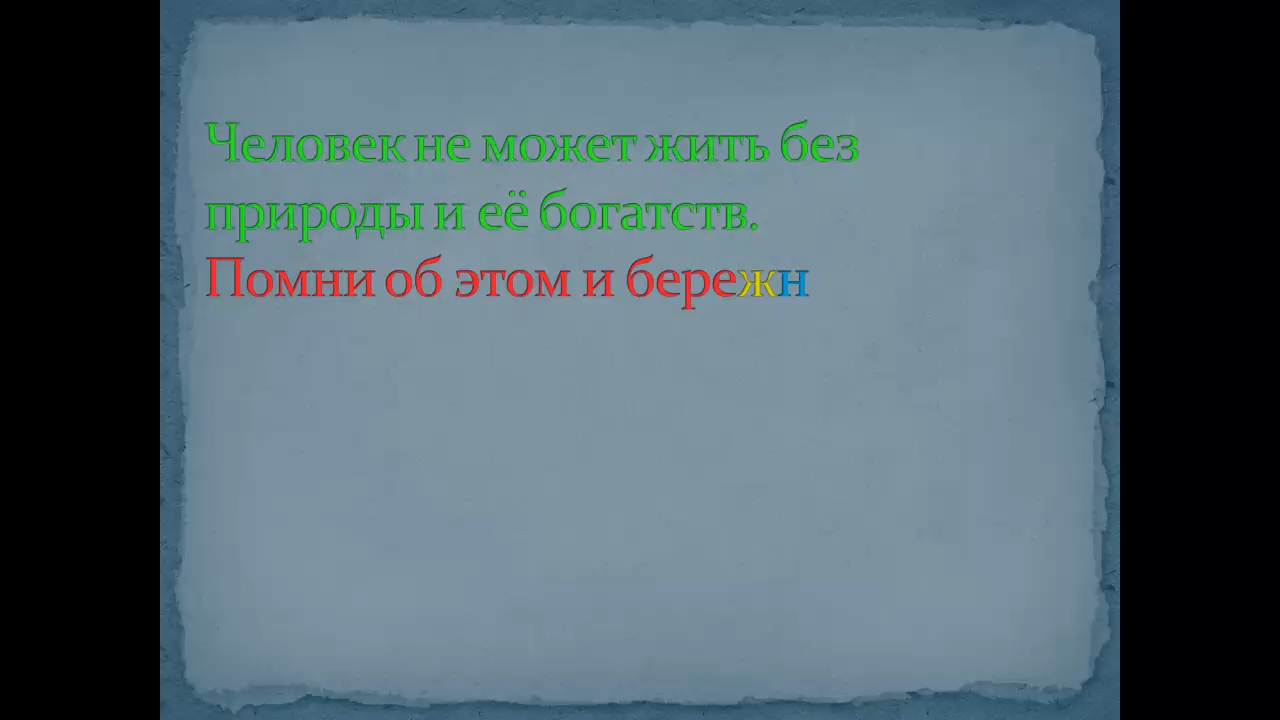 Человек не может жить без
природы и её богатств.
Помни об этом и бережн